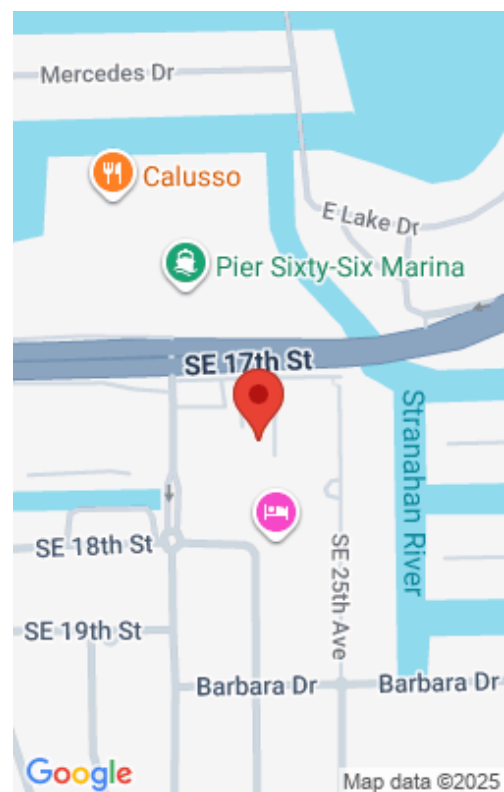 Mercedes Dr
Calusso
E Lake Dr
Pier Sixty-Six Marina
SE 17th St
Stranahan River
SE 18th St
SE 25th Ave
SE 19th St
Barbara Dr
Barbara Dr
Google
Map data ©2025